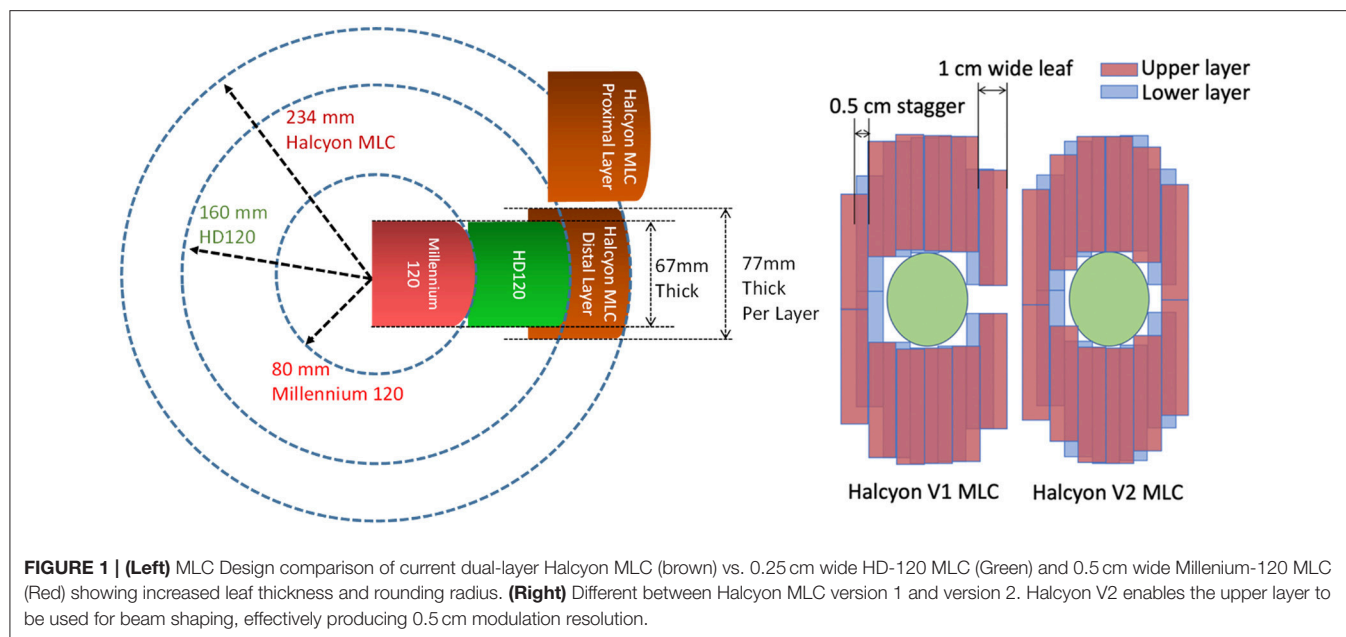 234 mm
Halcyon MLC
160 mm
HD120
80 mm
Millennium 120
Millennium
120
HD120
Halcyon MLC
Proximal Layer
Halcyon MLC
Distal Layer
67mm
Thick
77mm
Thick
Per Layer
1 cm wide leaf
0.5 cm stagger
Upper layer
Lower layer
Halcyon V1 MLC
Halcyon V2 MLC
FIGURE 1 | (Left) MLC Design comparison of current dual-layer Halcyon MLC (brown) vs. 0.25 cm wide HD-120 MLC (Green) and 0.5 cm wide Millenium-120 MLC
(Red) showing increased leaf thickness and rounding radius. (Right) Different between Halcyon MLC version 1 and version 2. Halcyon V2 enables the upper layer to
be used for beam shaping, effectively producing 0.5 cm modulation resolution.